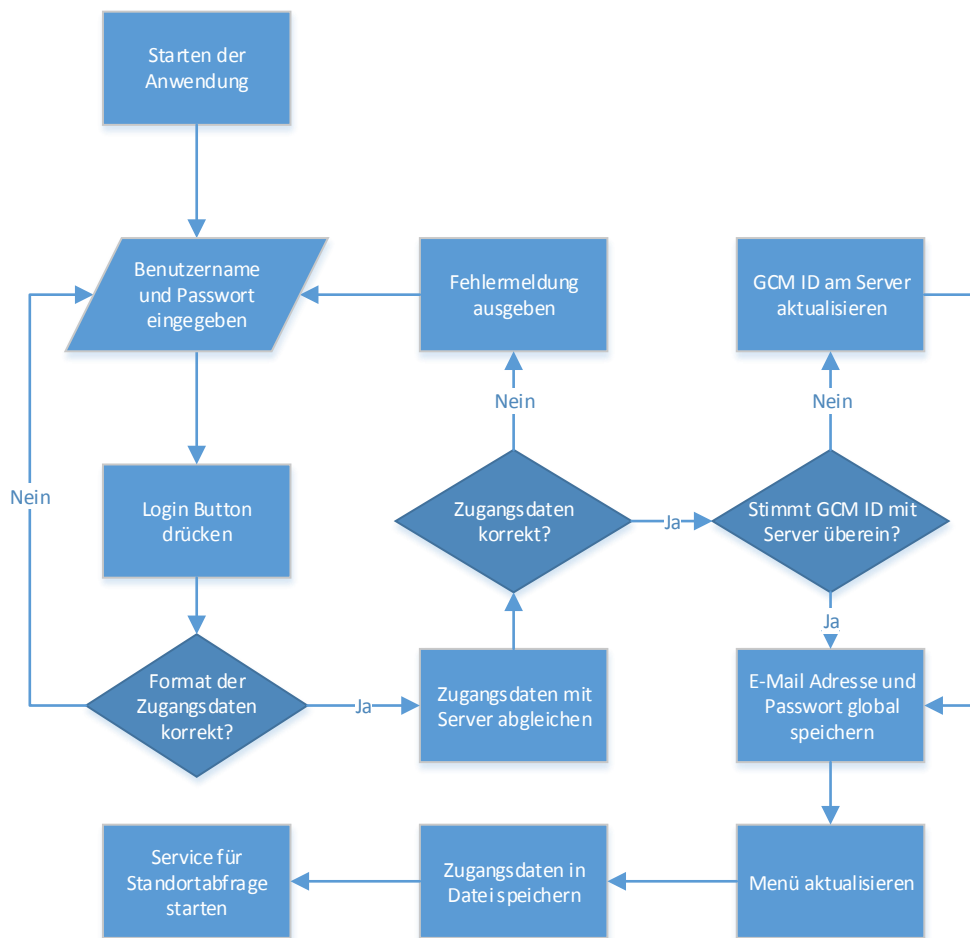 Starten der
Anwendung
Benutzername
und Passwort
eingegeben
Fehlermeldung
ausgeben
GCM ID am Server
aktualisieren
Nein
Nein
Nein
Login Button
drücken
Zugangsdaten
korrekt?
Ja
Stimmt GCM ID mit
Server überein?
Ja
Format der
Zugangsdaten
korrekt?
Ja
Zugangsdaten mit
Server abgleichen
E-Mail Adresse und
Passwort global
speichern
Service für
Standortabfrage
starten
Zugangsdaten in
Datei speichern
Menü aktualisieren